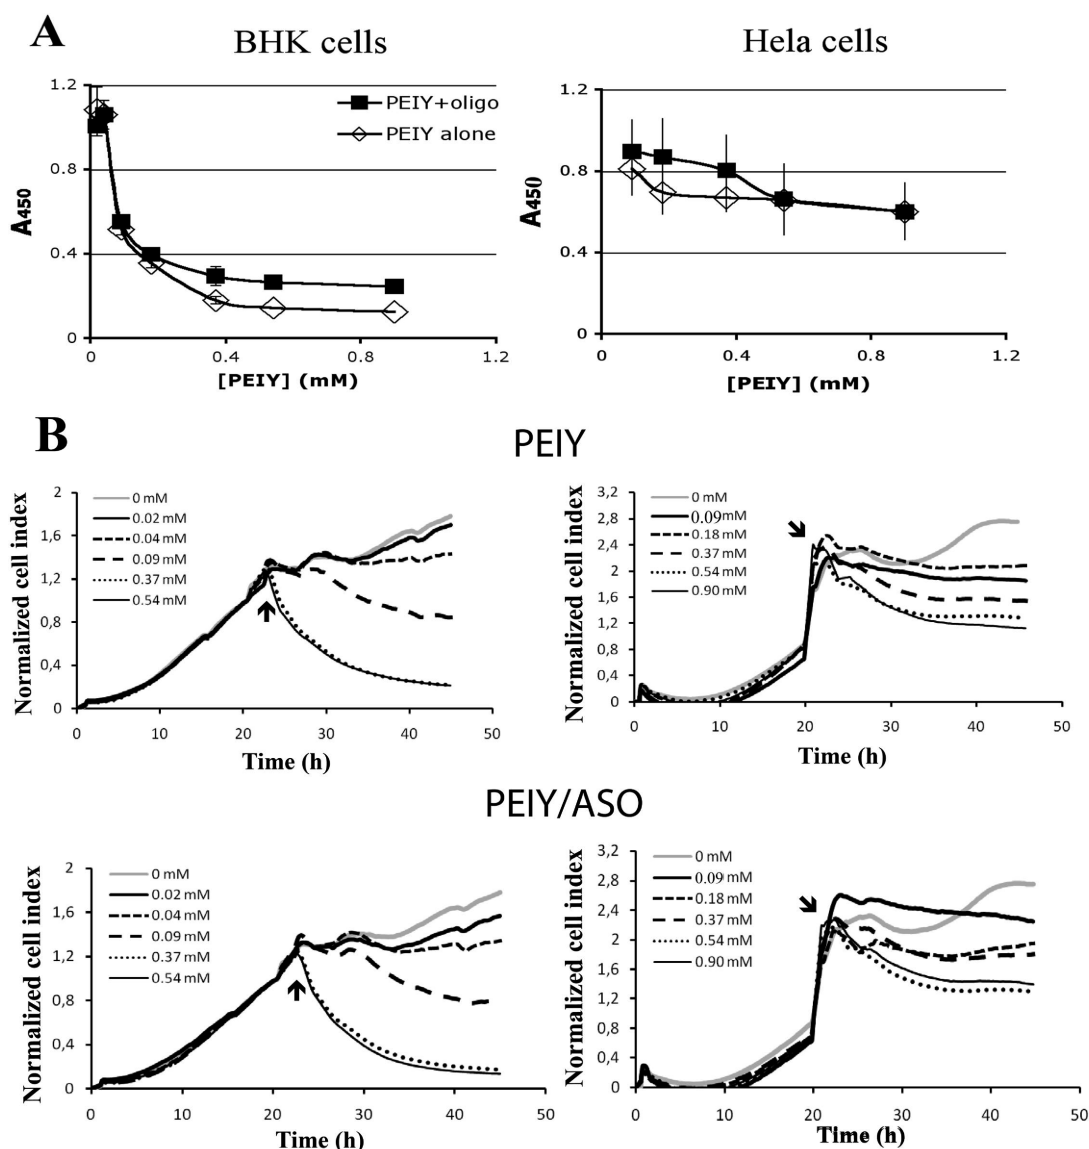 A
BHK cells
Hela cells
1.2
0.8
0.4
0
A450
PEIY+oligo
PEIY alone
0
0.4
0.8
1.2
[PEIY] (mM)
1.2
0.8
0.4
0
A450
0
0.4
0.8
1.2
[PEIY] (mM)
B
PEIY
Normalized cell index
2
1,6
1,2
0,8
0,4
0
0 mM
0.02 mM
0.04 mM
0.09 mM
0.37 mM
0.54 mM
0
10
20
30
40
50
Time (h)
Normalized cell index
3,2
2,8
2,4
2
1,6
1,2
0,8
0,4
0
0 mM
0.09mM
0.18 mM
0.37 mM
0.54 mM
0.90 mM
0
10
20
30
40
50
Time (h)
PEIY/ASO
Normalized cell index
2
1,6
1,2
0,8
0,4
0
0 mM
0.02 mM
0.04 mM
0.09 mM
0.37 mM
0.54 mM
0
10
20
30
40
50
Time (h)
Normalized cell index
3,2
2,8
2,4
2
1,6
1,2
0,8
0,4
0
0 mM
0.09 mM
0.18 mM
0.37 mM
0.54 mM
0.90 mM
0
10
20
30
40
50
Time (h)